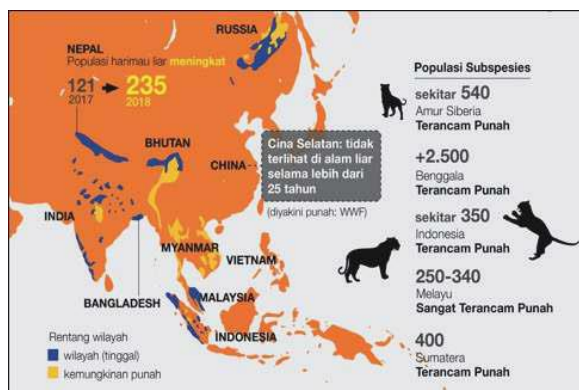 RUSSIA
NEPAL
Populasi harimau liar meningkat
121 235
2017 2018
BHUTAN
CHINA
Cina Selatan: tidak
terlihat di alam liar
selama lebih dari
25 tahun
(diyakini punah: WWF)
INDIA
MYANMAR
VIETNAM
BANGLADESH
MALAYSIA
INDONESIA
Rentang wilayah
wilayah (tinggal)
kemungkinan punah
Populasi Subspesies
sekitar 540
Amur Siberia
Terancam Punah
+2.500
Benggala
Terancam Punah
sekitar 350
Indonesia
Terancam Punah
250-340
Melayu
Sangat Terancam Punah
400
Sumatera
Terancam Punah